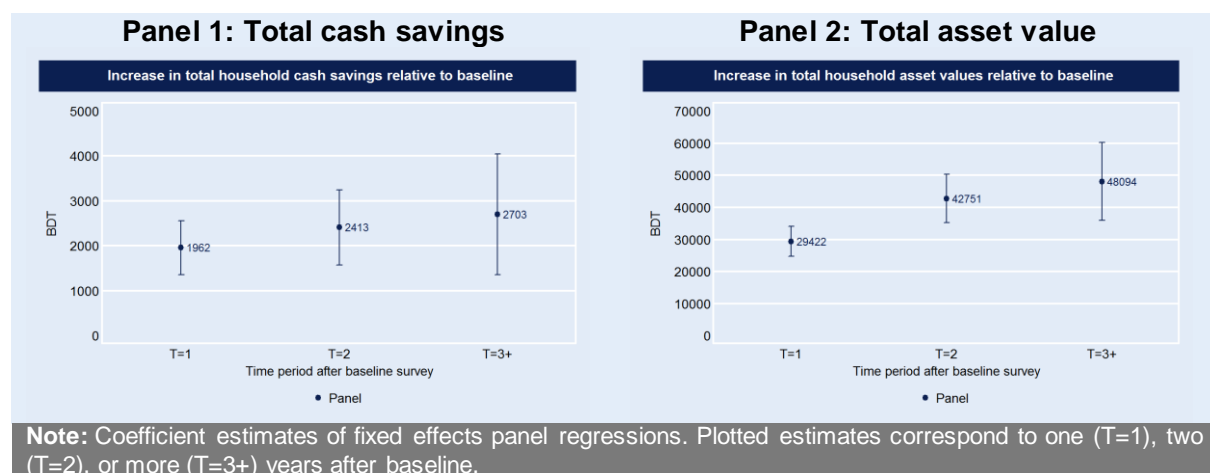 Panel 1: Total cash savings
Increase in total household cash savings relative to baseline
5000
4000
3000
2000
1000
0
BDT
1962
2413
2703
T=1 T=2 T=3+
Time period after baseline survey
Panel
Panel 2: Total asset value
Increase in total household asset values relative to baseline
70000
60000
50000
40000
30000
20000
10000
0
BDT
29422
42751
48094
T=1 T=2 T=3+
Time period after baseline survey
Panel
Note: Coefficient estimates of fixed effects panel regressions. Plotted estimates correspond to one (T=1), two
(T=2), or more (T=3+) years after baseline.